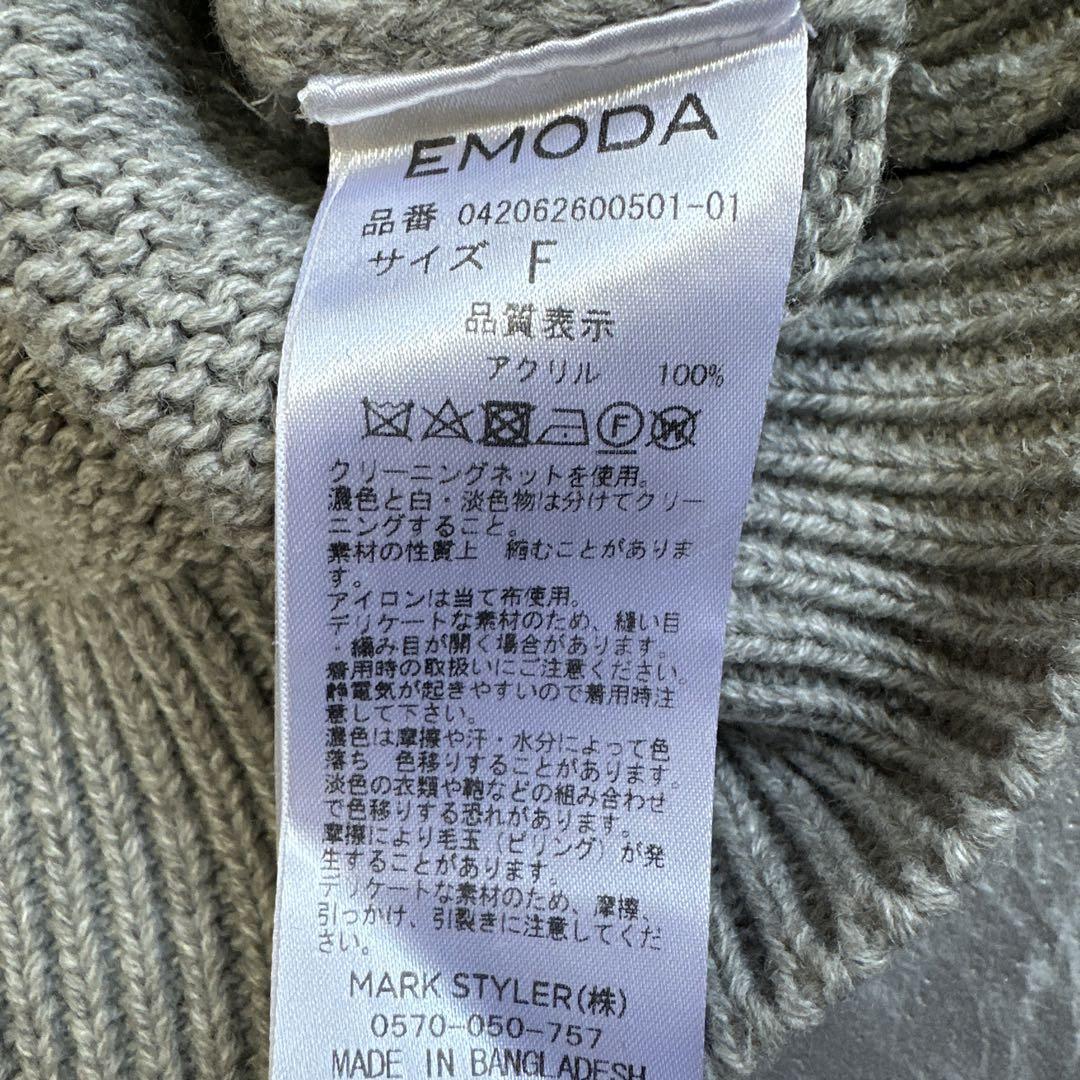 EMODA
品番 042062600501-01
サイズ F
品質表示
アクリル 100%
F W
クリーニングネットを使用。
濃色と白・淡色物は分けてクリー
ニングすること。
素材の性質上 縮むことがありま
す。
アイロンは当て布使用。
デリケートな素材のため、縫い目
・編み目が開く場合があります。
着用時の取扱いにご注意ください。
静電気が起きやすいので着用時注
意して下さい。
濃色は摩擦や汗・水分によって色
落ち 色移りすることがあります。
淡色の衣類や鞄などの組み合わせ
で色移りする恐れがあります。
摩擦により毛玉（ピリング）が発
生することがあります。
デリケートな素材のため、摩擦、
引っかけ、引裂きに注意してくだ
さい。
MARK STYLER(株)
0570-050-757
MADE IN BANGLADESH